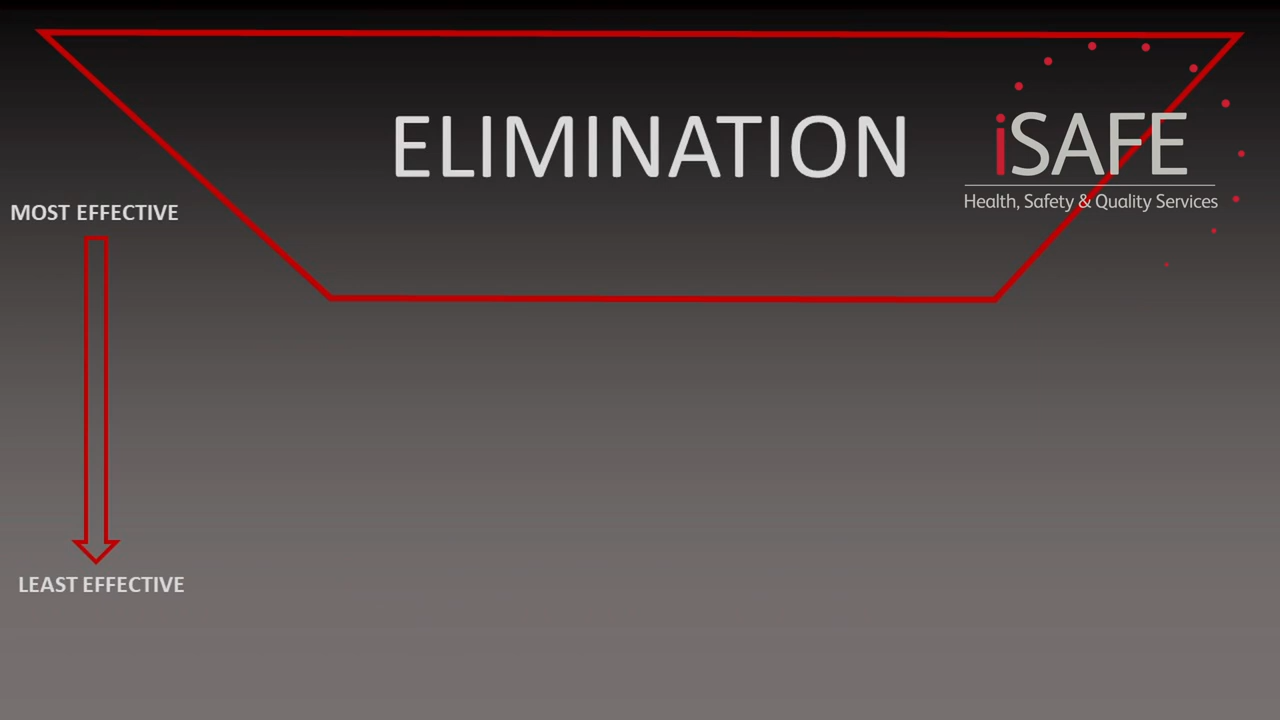 ELIMINATION
iSAFE
Health, Safety & Quality Services
MOST EFFECTIVE
LEAST EFFECTIVE